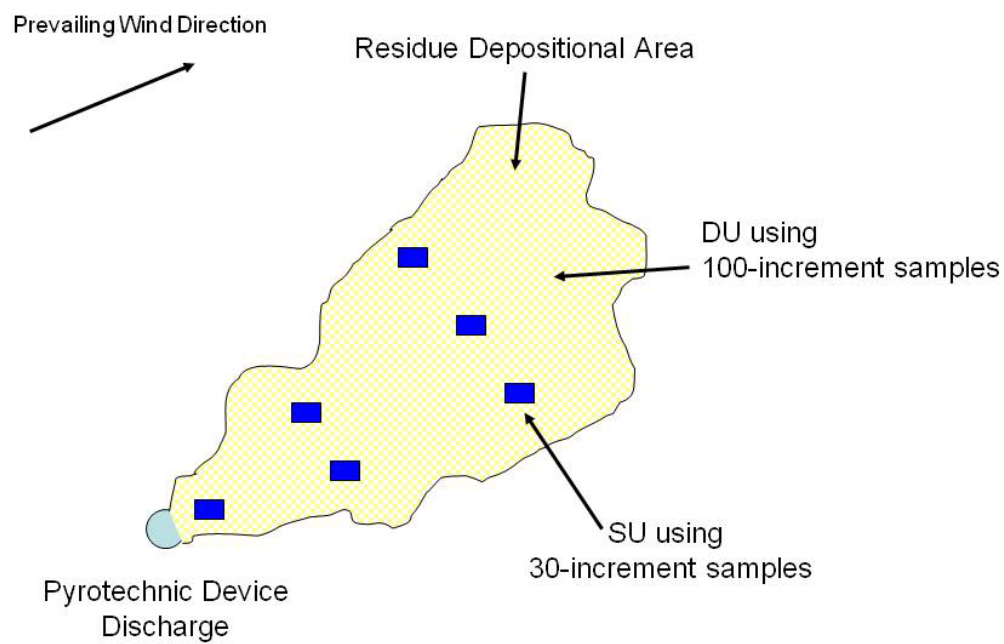 Prevailing Wind Direction
Residue Depositional Area
DU using
100-increment samples
SU using
30-increment samples
Pyrotechnic Device
Discharge